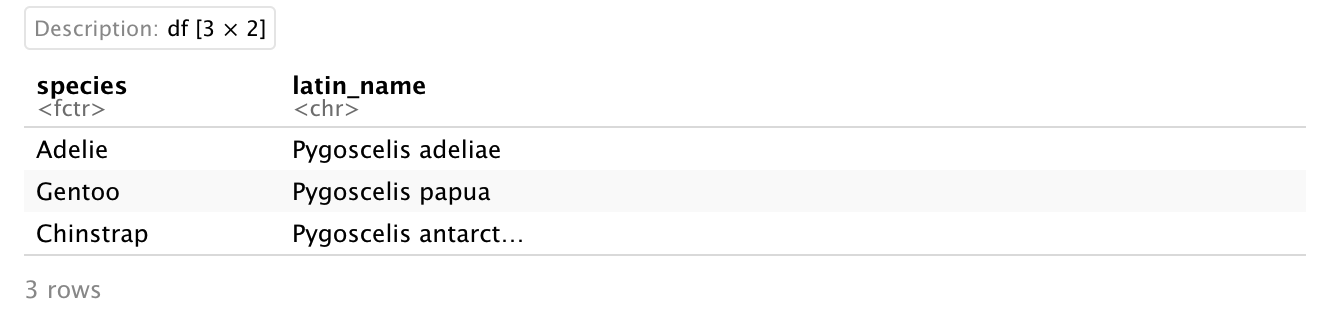 Description: df [3 × 2]
species latin_name
<fctr> <chr>
Adelie Pygoscelis adeliae
Gentoo Pygoscelis papua
Chinstrap Pygoscelis antarct...
3 rows